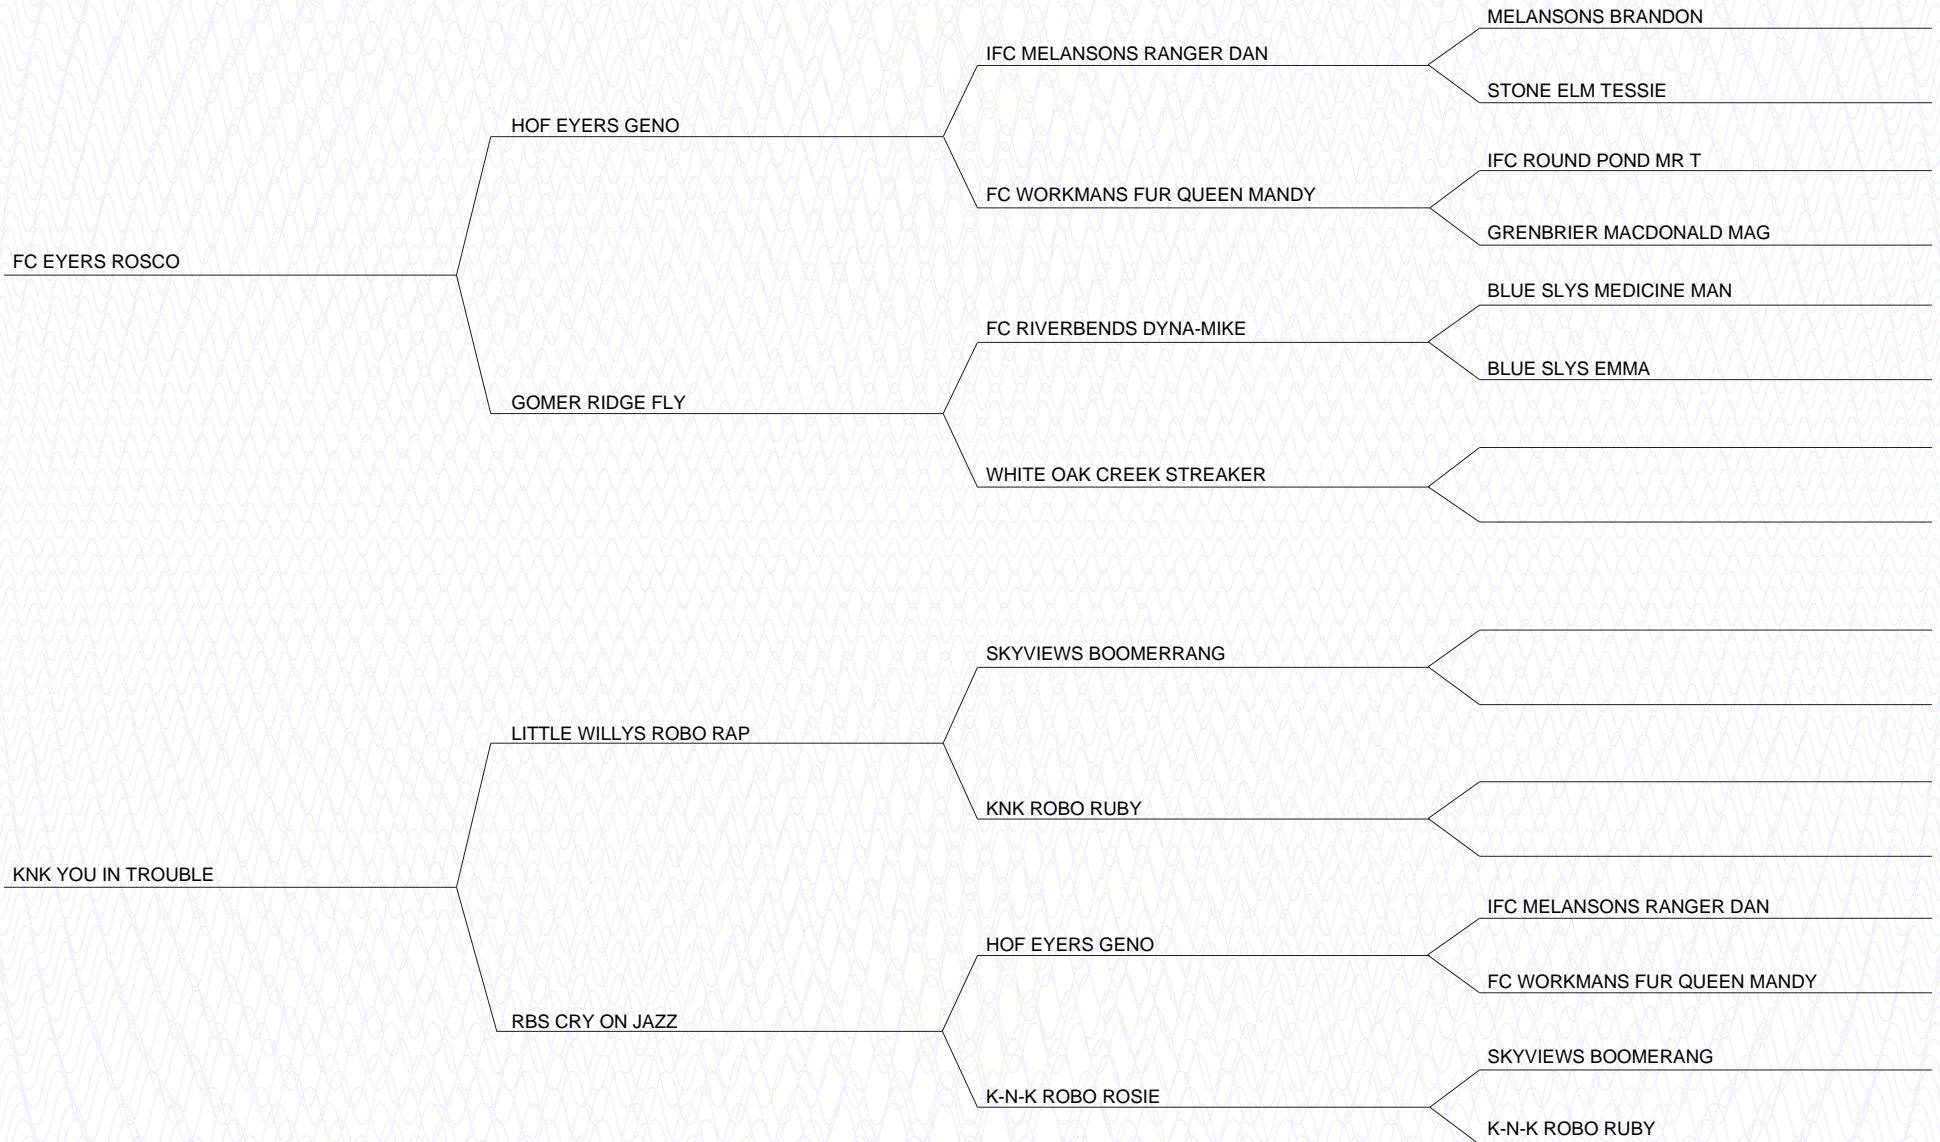 MELANSONS BRANDON
IFC MELANSONS RANGER DAN
STONE ELM TESSIE
HOF EYERS GENO
IFC ROUND POND MR T
FC WORKMANS FUR QUEEN MANDY
GRENBRIER MACDONALD MAG
FC EYERS ROSCO
BLUE SLYS MEDICINE MAN
FC RIVERBENDS DYNA-MIKE
BLUE SLYS EMMA
GOMER RIDGE FLY
WHITE OAK CREEK STREAKER
SKYVIEWS BOOMERRANG
LITTLE WILLYS ROBO RAP
KNK ROBO RUBY
KNK YOU IN TROUBLE
IFC MELANSONS RANGER DAN
HOF EYERS GENO
FC WORKMANS FUR QUEEN MANDY
RBS CRY ON JAZZ
SKYVIEWS BOOMERANG
K-N-K ROBO ROSIE
K-N-K ROBO RUBY